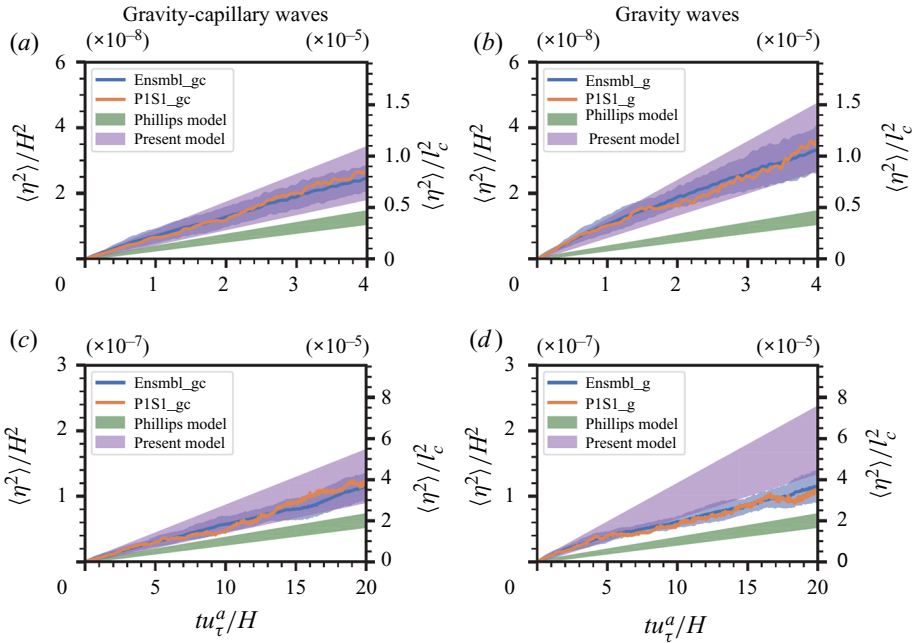 Gravity-capillary waves
Gravity waves
(a)
(×10–8)
(×10–5)
(b)
(×10–8)
(×10–5)
6
4
2
0
⟨η²⟩/H²
Ensmbl_gc
P1S1_gc
Phillips model
Present model
1.5
1.0
0.5
0
⟨η²⟩/l_c²
1 2 3 4
6
4
2
0
⟨η²⟩/H²
Ensmbl_g
P1S1_g
Phillips model
Present model
1.5
1.0
0.5
0
⟨η²⟩/l_c²
1 2 3 4
(c)
(×10–7)
(×10–5)
(d)
(×10–7)
(×10–5)
3
2
1
0
⟨η²⟩/H²
Ensmbl_gc
P1S1_gc
Phillips model
Present model
8
6
4
2
0
⟨η²⟩/l_c²
5 10 15 20
tu_τ^a/H
3
2
1
0
⟨η²⟩/H²
Ensmbl_g
P1S1_g
Phillips model
Present model
8
6
4
2
0
⟨η²⟩/l_c²
5 10 15 20
tu_τ^a/H